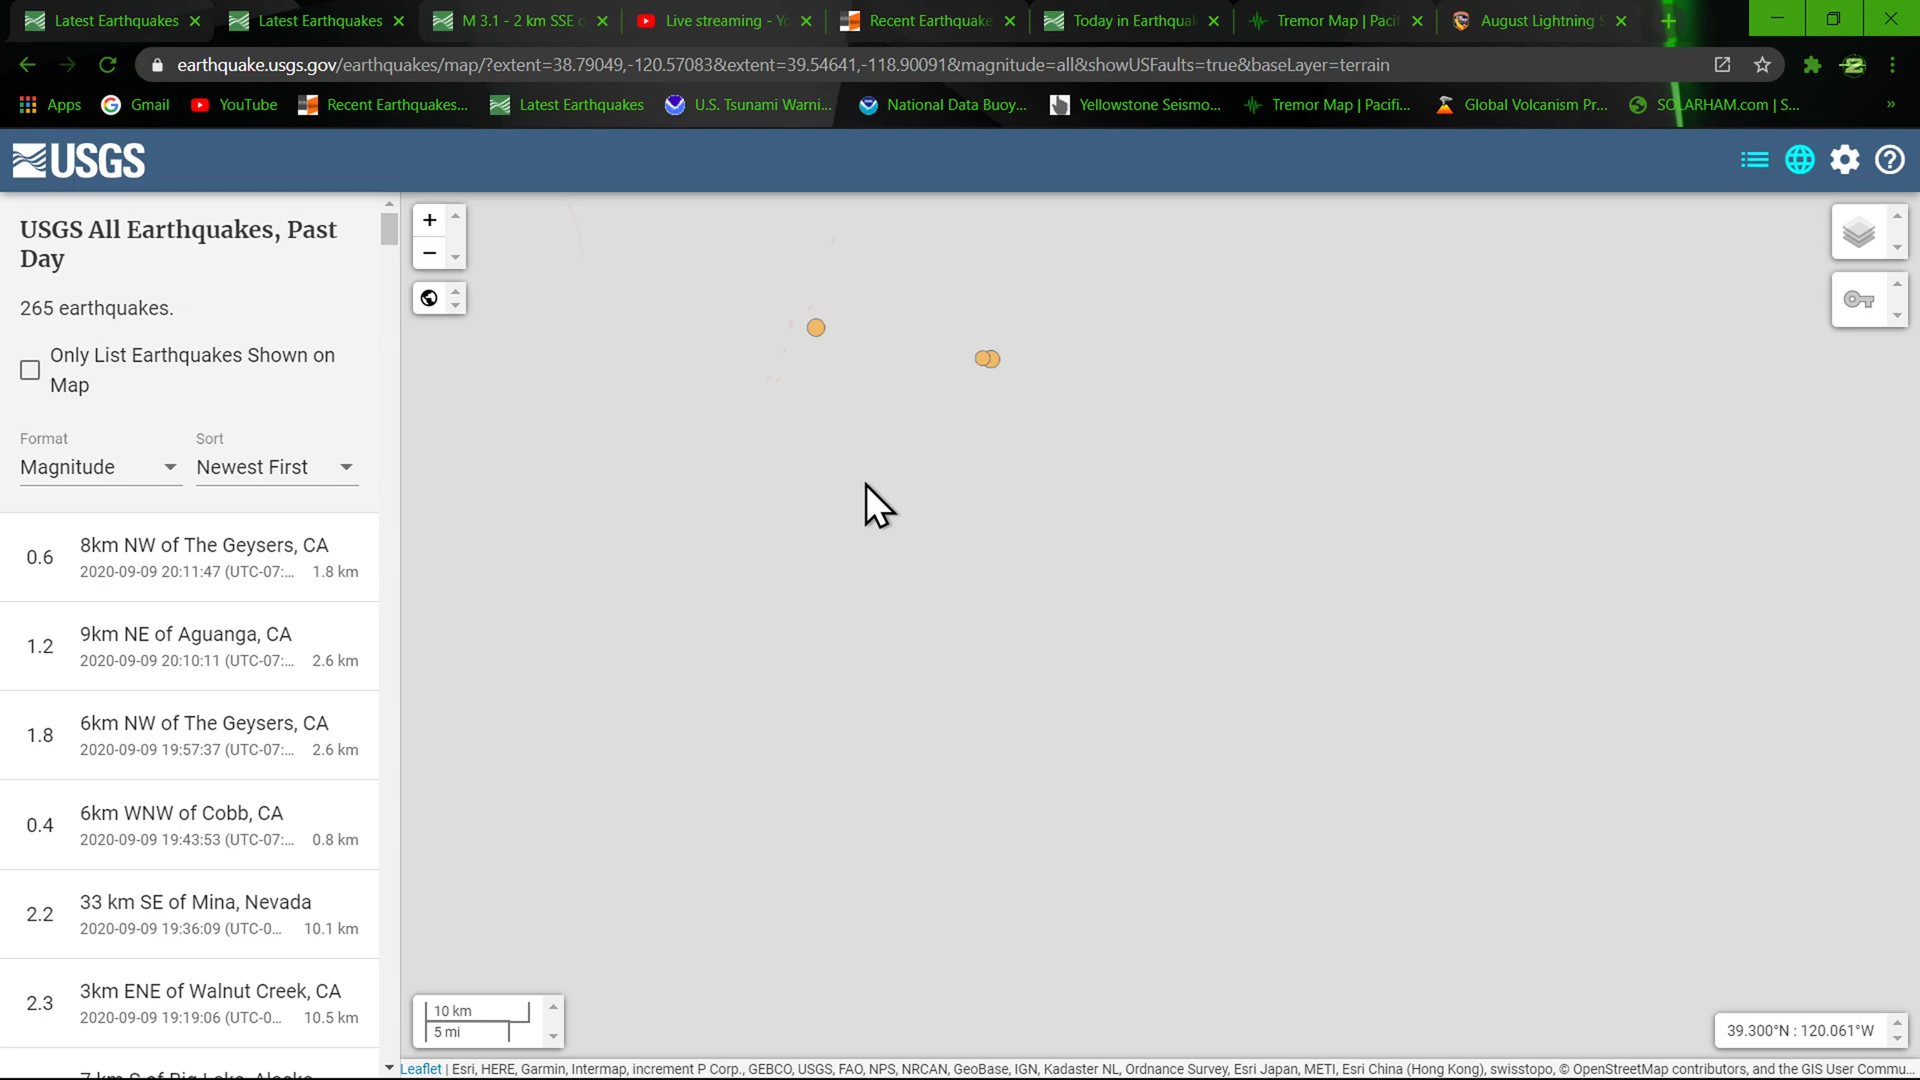 Latest Earthquakes
Latest Earthquakes
M 3.1 - 2 km SSE
Live streaming - Yo
Recent Earthquake
Today in Earthqua
Tremor Map | Pacif
August Lightning S
earthquake.usgs.gov/earthquakes/map/?extent=38.79049,-120.57083&extent=39.54641,-118.90091&magnitude=all&showUSFaults=true&baseLayer=terrain
Apps
Gmail
YouTube
Recent Earthquakes...
Latest Earthquakes
U.S. Tsunami Warni...
National Data Buoy...
Yellowstone Seismo...
Tremor Map | Pacifi...
Global Volcanism Pr...
SOLARHAM.com | S...
»
USGS
USGS All Earthquakes, Past
Day
265 earthquakes.
Only List Earthquakes Shown on
Map
Format
Sort
Magnitude
Newest First
0.6
8km NW of The Geysers, CA
2020-09-09 20:11:47 (UTC-07:... 1.8 km
1.2
9km NE of Aguanga, CA
2020-09-09 20:10:11 (UTC-07:... 2.6 km
1.8
6km NW of The Geysers, CA
2020-09-09 19:57:37 (UTC-07:... 2.6 km
0.4
6km WNW of Cobb, CA
2020-09-09 19:43:53 (UTC-07:... 0.8 km
2.2
33 km SE of Mina, Nevada
2020-09-09 19:36:09 (UTC-0... 10.1 km
2.3
3km ENE of Walnut Creek, CA
2020-09-09 19:19:06 (UTC-0... 10.5 km
7 km S of Big Lake, Alaska
+
−
10 km
5 mi
39.300°N : 120.061°W
Leaflet | Esri, HERE, Garmin, Intermap, increment P Corp., GEBCO, USGS, FAO, NPS, NRCAN, GeoBase, IGN, Kadaster NL, Ordnance Survey, Esri Japan, METI, Esri China (Hong Kong), swisstopo, © OpenStreetMap contributors, and the GIS User Commu...